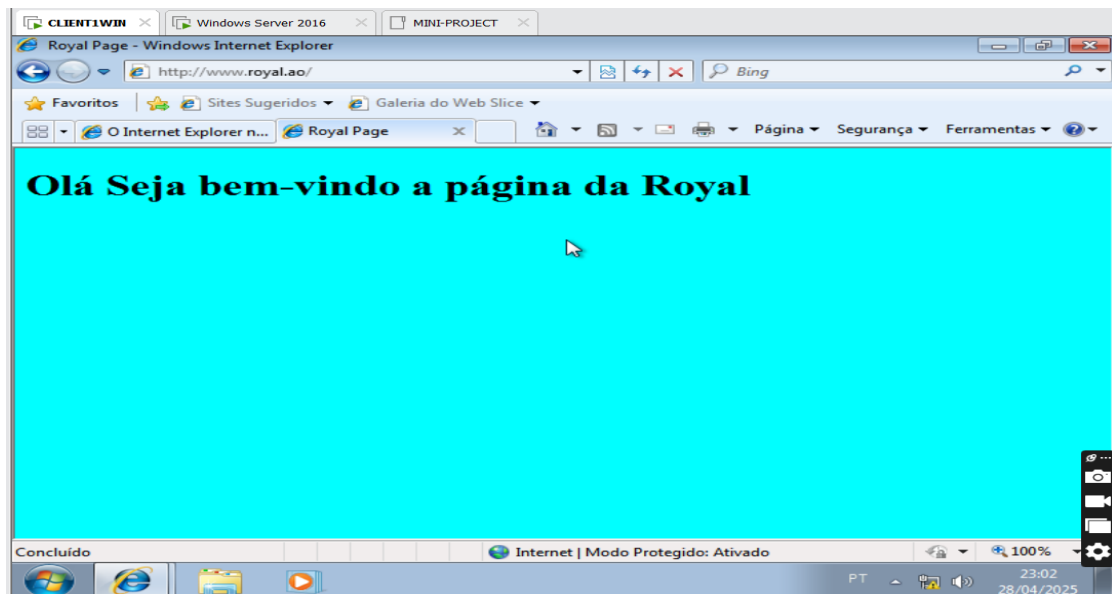 CLIENT1WIN
Windows Server 2016
MINI-PROJECT
Royal Page - Windows Internet Explorer
http://www.royal.ao/
Bing
Favoritos
Sites Sugeridos
Galeria do Web Slice
O Internet Explorer n...
Royal Page
Página
Segurança
Ferramentas
Olá Seja bem-vindo a página da Royal
Concluído
Internet | Modo Protegido: Ativado
100%
PT
23:02
28/04/2025